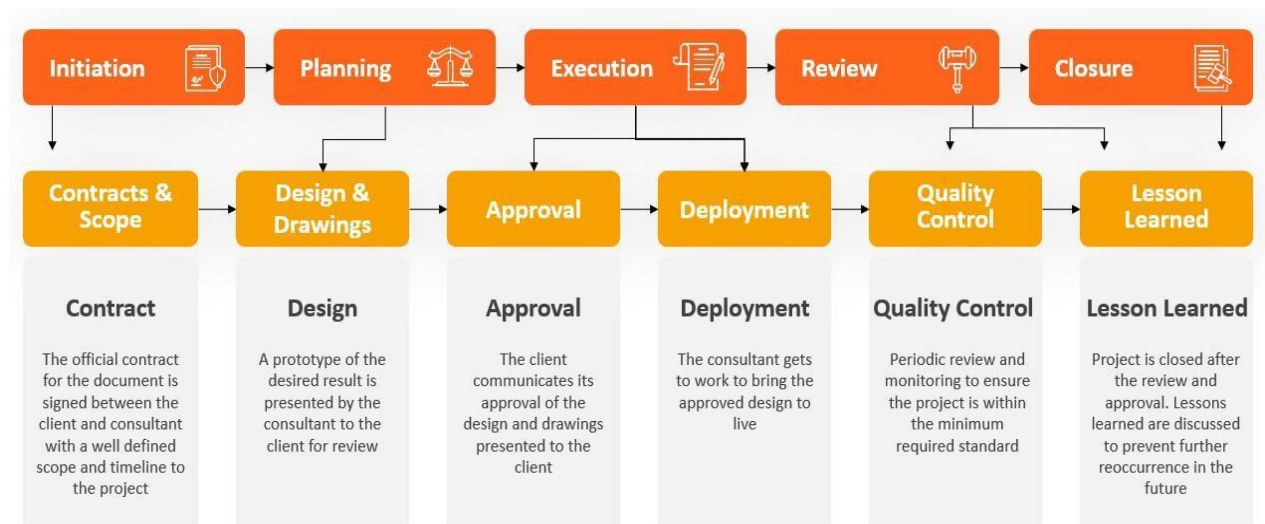 Initiation
Planning
Execution
Review
Closure
Contracts &
Scope
Design &
Drawings
Approval
Deployment
Quality
Control
Lesson
Learned
Contract
The official contract
for the document is
signed between the
client and consultant
with a well defined
scope and timeline to
the project
Design
A prototype of the
desired result is
presented by the
consultant to the
client for review
Approval
The client
communicates its
approval of the
design and drawings
presented to the
client
Deployment
The consultant gets
to work to bring the
approved design to
live
Quality Control
Periodic review and
monitoring to ensure
the project is within
the minimum
required standard
Lesson Learned
Project is closed after
the review and
approval. Lessons
learned are discussed
to prevent further
reoccurrence in the
future